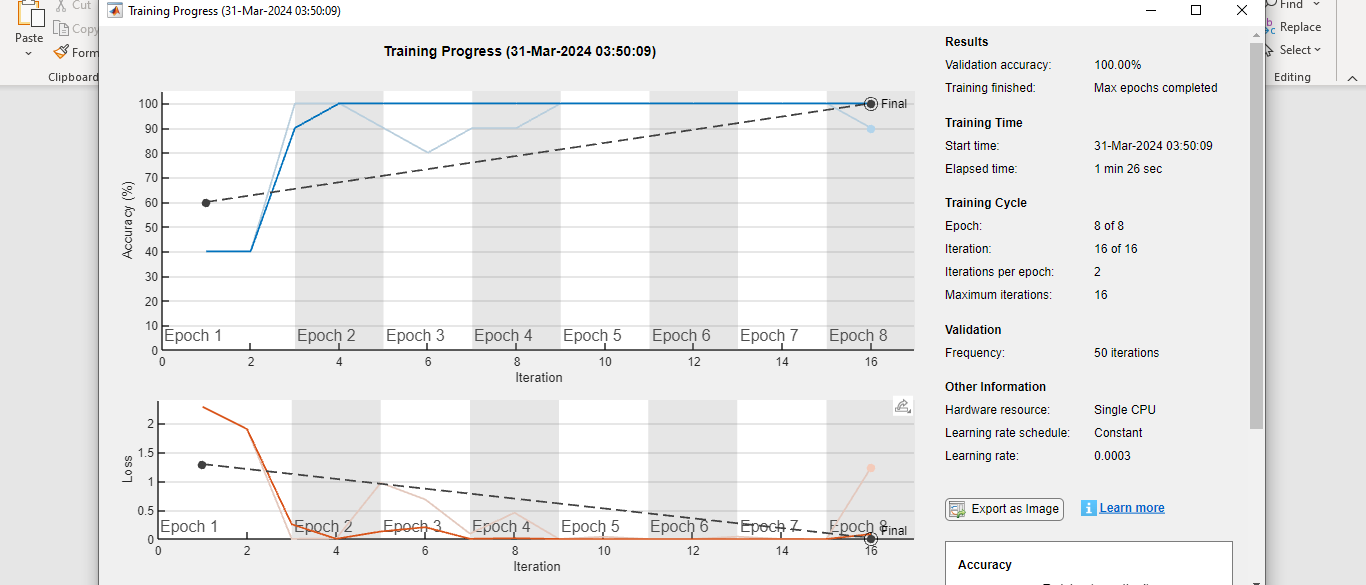 Cut
Find
Training Progress (31-Mar-2024 03:50:09)
Paste
Copy
Form
Clipboard
Replace
Select
Editing
Training Progress (31-Mar-2024 03:50:09)
Accuracy (%)
100
90
80
70
60
50
40
30
20
10
0
Final
Epoch 1 Epoch 2 Epoch 3 Epoch 4 Epoch 5 Epoch 6 Epoch 7 Epoch 8
0 2 4 6 8 10 12 14 16
Iteration
Loss
2
1.5
1
0.5
0
Epoch 1 Epoch 2 Epoch 3 Epoch 4 Epoch 5 Epoch 6 Epoch 7 Epoch 8
Final
0 2 4 6 8 10 12 14 16
Iteration
Results
Validation accuracy: 100.00%
Training finished: Max epochs completed
Training Time
Start time: 31-Mar-2024 03:50:09
Elapsed time: 1 min 26 sec
Training Cycle
Epoch: 8 of 8
Iteration: 16 of 16
Iterations per epoch: 2
Maximum iterations: 16
Validation
Frequency: 50 iterations
Other Information
Hardware resource: Single CPU
Learning rate schedule: Constant
Learning rate: 0.0003
Export as Image
i Learn more
Accuracy